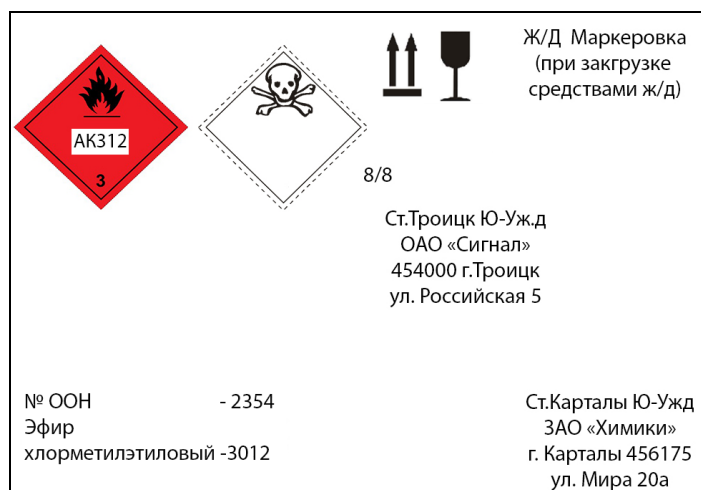 Ж/Д Маркеровка
(при закгрузке
средствами ж/д)
АК312
3
8/8
Ст.Троицк Ю-Уж.д
ОАО «Сигнал»
454000 г.Троицк
ул. Российская 5
№ ООН - 2354
Эфир
хлорметилэтиловый -3012
Ст.Карталы Ю-Ужд
ЗАО «Химики»
г. Карталы 456175
ул. Мира 20а